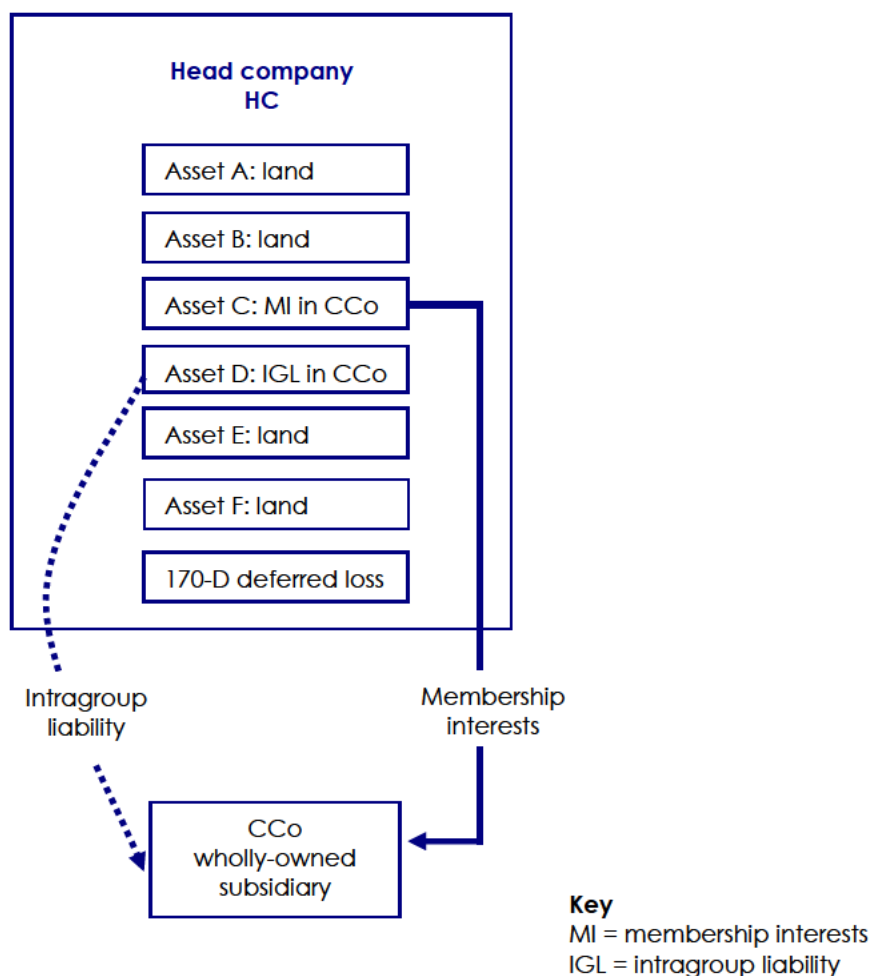 Head company
HC
Asset A: land
Asset B: land
Asset C: MI in CCo
Asset D: IGL in CCo
Asset E: land
Asset F: land
170-D deferred loss
Intragroup
liability
Membership
interests
CCo
wholly-owned
subsidiary
Key
MI = membership interests
IGL = intragroup liability